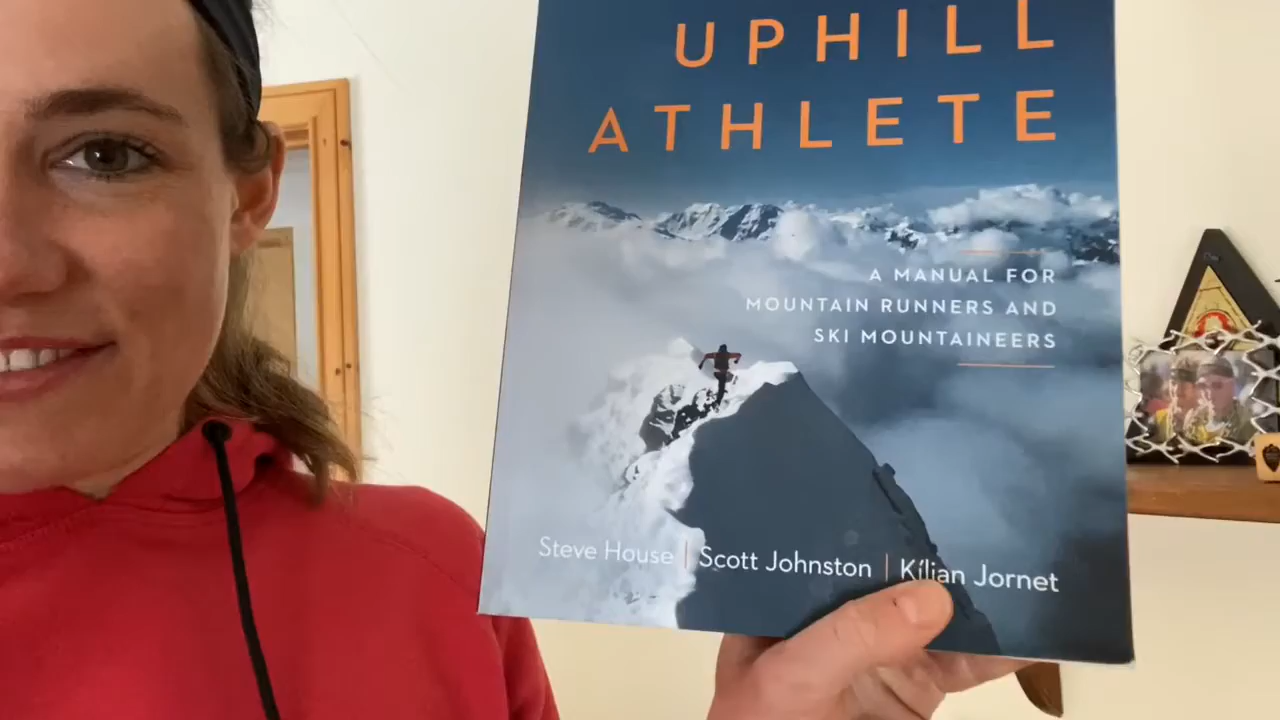 UPHILL
ATHLETE
A MANUAL FOR
MOUNTAIN RUNNERS AND
SKI MOUNTAINEERS
Steve House | Scott Johnston | Kílian Jornet